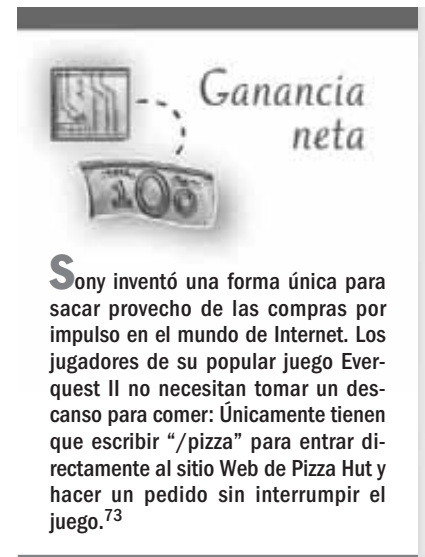 Ganancia
neta
100
Sony inventó una forma única para
sacar provecho de las compras por
impulso en el mundo de Internet. Los
jugadores de su popular juego Ever-
quest II no necesitan tomar un des-
canso para comer: Únicamente tienen
que escribir “/pizza” para entrar di-
rectamente al sitio Web de Pizza Hut y
hacer un pedido sin interrumpir el
juego.73